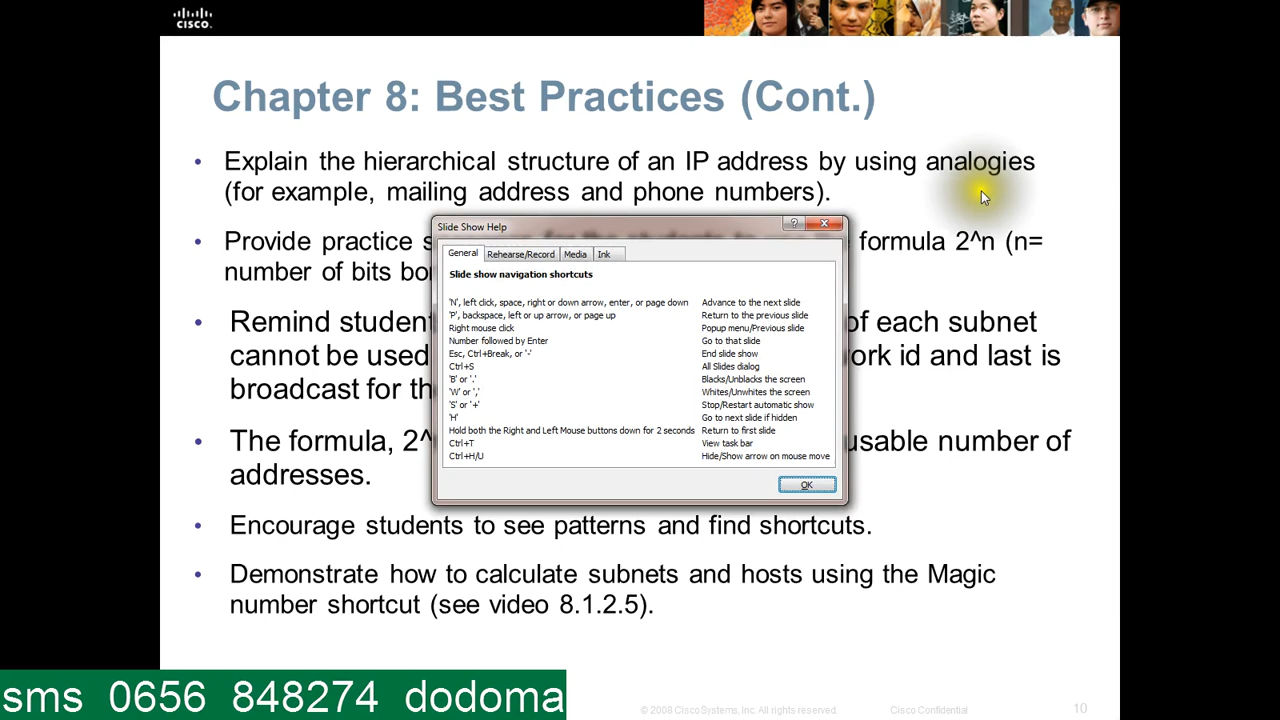 CISCO
Chapter 8: Best Practices (Cont.)
• Explain the hierarchical structure of an IP address by using analogies
(for example, mailing address and phone numbers).
• Provide practice formula 2^n (n=
number of bits
• Remind of each subnet
cannot be used id and last is
broadcast for
• The formula, usable number of
addresses.
• Encourage students to see patterns and find shortcuts.
• Demonstrate how to calculate subnets and hosts using the Magic
number shortcut (see video 8.1.2.5).
Slide Show Help
General Rehearse/Record Media Ink
Slide show navigation shortcuts
'N', left click, space, right or down arrow, enter, or page down Advance to the next slide
'P', backspace, left or up arrow, or page up Return to the previous slide
Right mouse click Popup menu/Previous slide
Number followed by Enter Go to that slide
Esc, Ctrl+Break, or '-' End slide show
Ctrl+S All Slides dialog
'B' or '.' Blacks/Unblacks the screen
'W' or ',' Whites/Unwhites the screen
'S' or '+' Stop/Restart automatic show
'H' Go to next slide if hidden
Hold both the Right and Left Mouse buttons down for 2 seconds Return to first slide
Ctrl+T View task bar
Ctrl+H/U Hide/Show arrow on mouse move
OK
sms 0656 848274 dodoma
© 2008 Cisco Systems, Inc. All rights reserved. Cisco Confidential 10